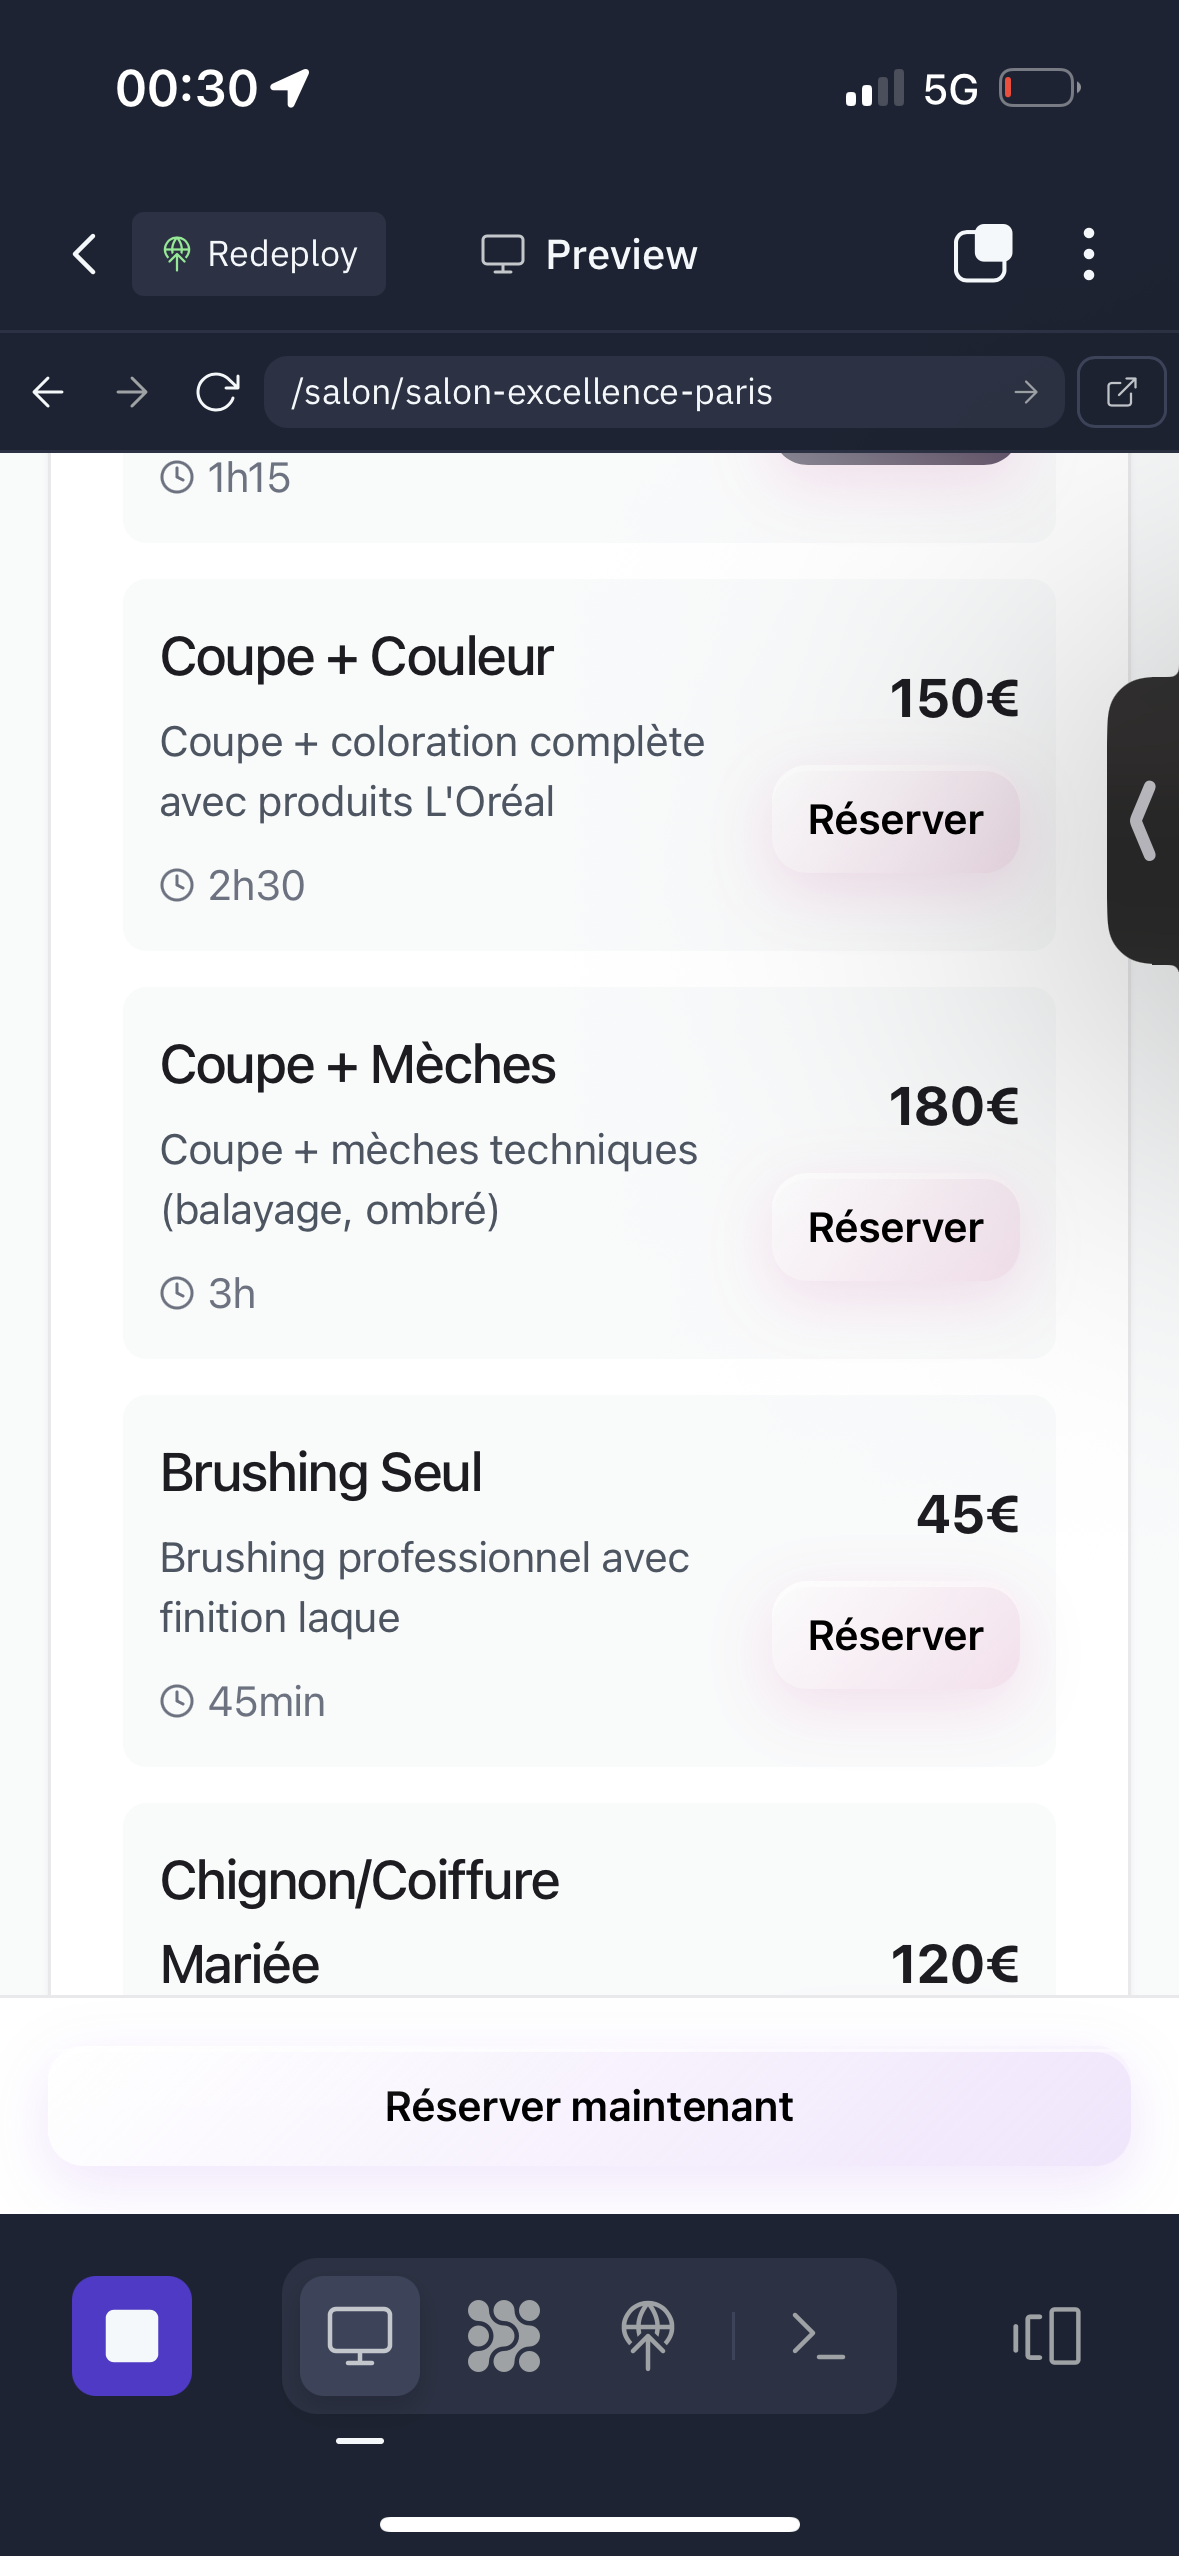 00:30
5G
Redeploy
Preview
/salon/salon-excellence-paris
1h15
Coupe + Couleur
150€
Coupe + coloration complète
avec produits L'Oréal
Réserver
2h30
Coupe + Mèches
180€
Coupe + mèches techniques
(balayage, ombré)
Réserver
3h
Brushing Seul
45€
Brushing professionnel avec
finition laque
Réserver
45min
Chignon/Coiffure
Mariée
120€
Réserver maintenant